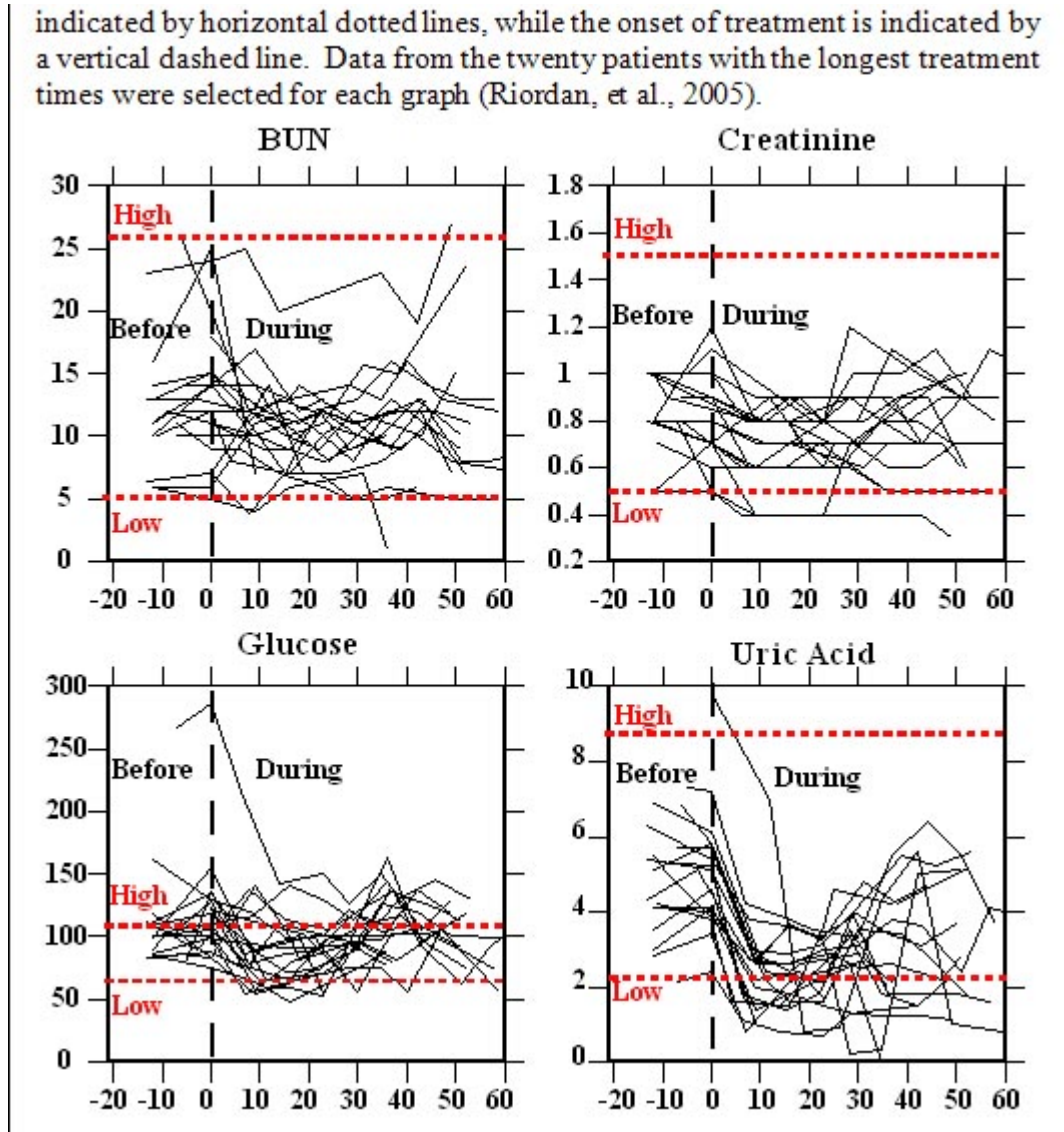 indicated by horizontal dotted lines, while the onset of treatment is indicated by
a vertical dashed line. Data from the twenty patients with the longest treatment
times were selected for each graph (Riordan, et al., 2005).
BUN
30
25
20
15
10
5
0
High
Before During
Low
-20 -10 0 10 20 30 40 50 60
Creatinine
1.8
1.6
1.4
1.2
1
0.8
0.6
0.4
0.2
High
Before During
Low
-20 -10 0 10 20 30 40 50 60
Glucose
300
250
200
150
100
50
0
Before During
High
Low
-20 -10 0 10 20 30 40 50 60
Uric Acid
10
8
6
4
2
0
High
Before During
Low
-20 -10 0 10 20 30 40 50 60